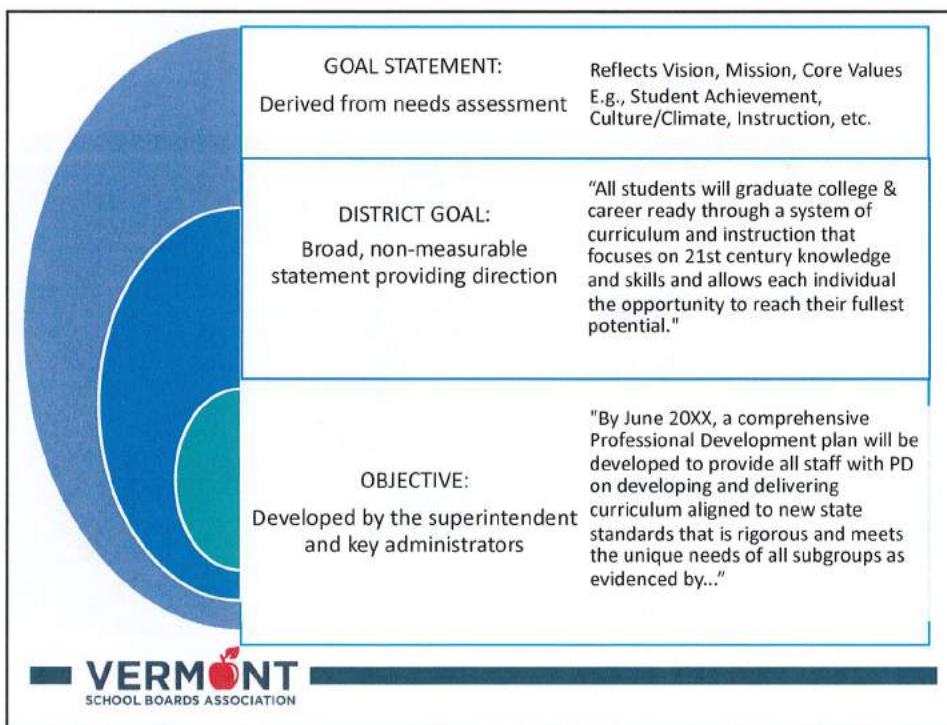 GOAL STATEMENT:
Derived from needs assessment
Reflects Vision, Mission, Core Values
E.g., Student Achievement,
Culture/Climate, Instruction, etc.
DISTRICT GOAL:
Broad, non-measurable
statement providing direction
“All students will graduate college &
career ready through a system of
curriculum and instruction that
focuses on 21st century knowledge
and skills and allows each individual
the opportunity to reach their fullest
potential."
OBJECTIVE:
Developed by the superintendent
and key administrators
"By June 20XX, a comprehensive
Professional Development plan will be
developed to provide all staff with PD
on developing and delivering
curriculum aligned to new state
standards that is rigorous and meets
the unique needs of all subgroups as
evidenced by...”
VERMONT
SCHOOL BOARDS ASSOCIATION